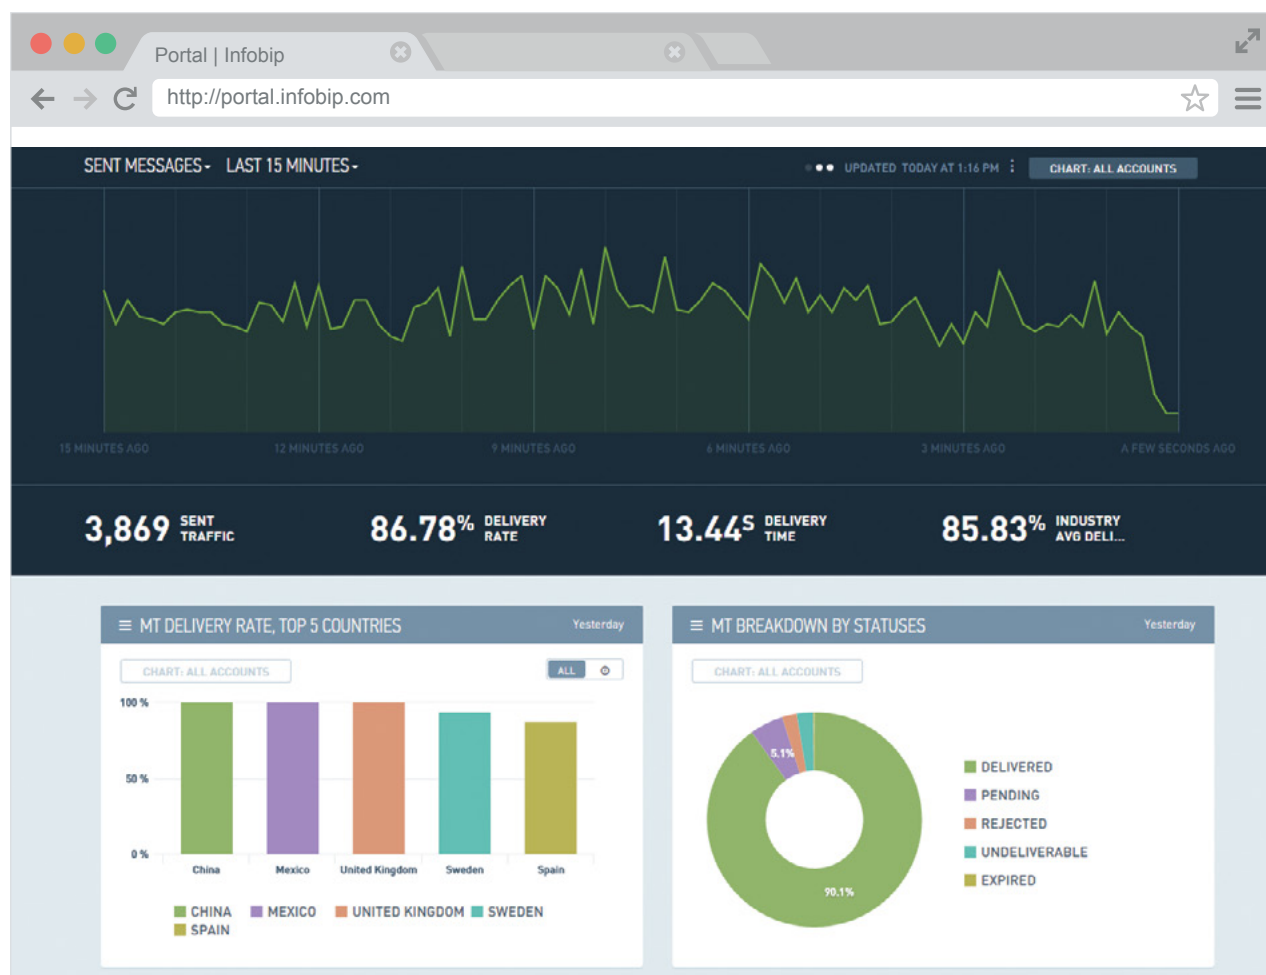 Portal | Infobip
http://portal.infobip.com
SENT MESSAGES LAST 15 MINUTES
UPDATED TODAY AT 1:16 PM
CHART: ALL ACCOUNTS
15 MINUTES AGO
12 MINUTES AGO
9 MINUTES AGO
6 MINUTES AGO
3 MINUTES AGO
A FEW SECONDS AGO
3,869 SENT TRAFFIC
86.78% DELIVERY RATE
13.44S DELIVERY TIME
85.83% INDUSTRY AVG DELI...
MT DELIVERY RATE, TOP 5 COUNTRIES
Yesterday
CHART: ALL ACCOUNTS
ALL
100 %
50 %
0 %
China
Mexico
United Kingdom
Sweden
Spain
CHINA
MEXICO
UNITED KINGDOM
SWEDEN
SPAIN
MT BREAKDOWN BY STATUSES
Yesterday
CHART: ALL ACCOUNTS
5.1%
90.1%
DELIVERED
PENDING
REJECTED
UNDELIVERABLE
EXPIRED